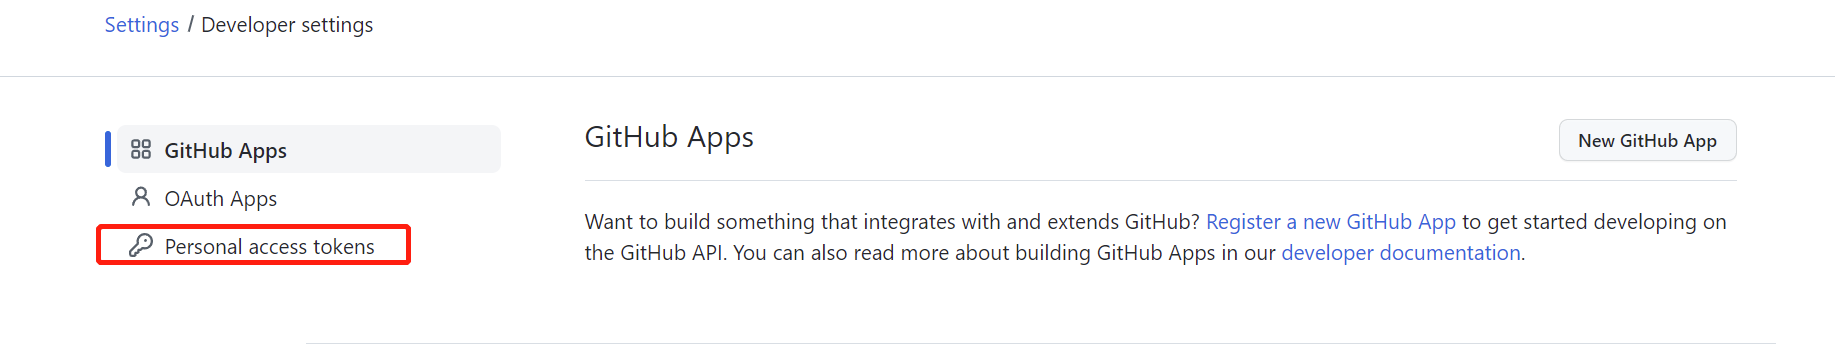 Settings / Developer settings
GitHub Apps
OAuth Apps
Personal access tokens
GitHub Apps
New GitHub App
Want to build something that integrates with and extends GitHub? Register a new GitHub App to get started developing on
the GitHub API. You can also read more about building GitHub Apps in our developer documentation.